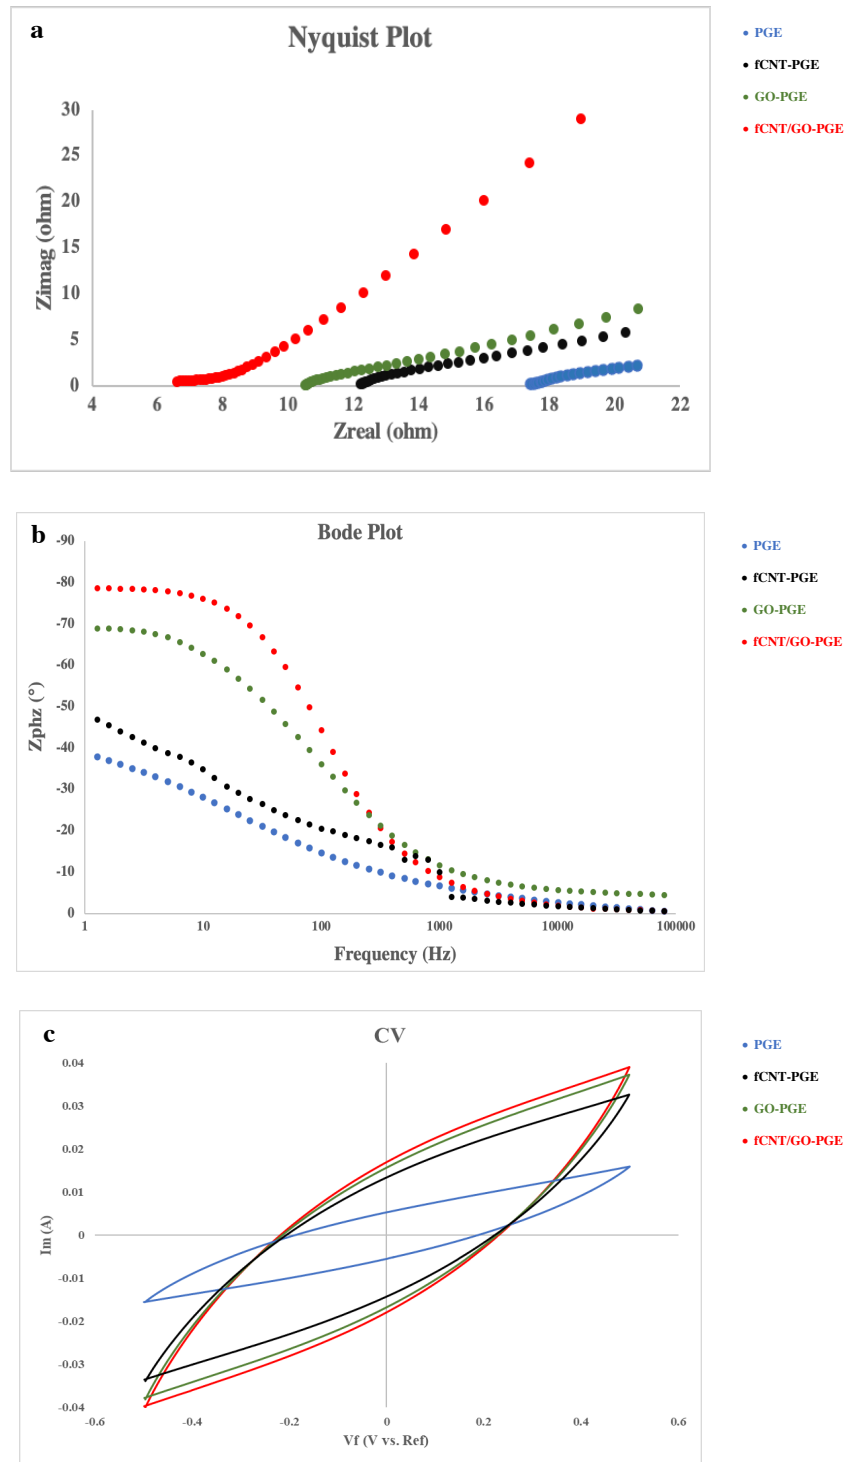 a
Nyquist Plot
PGE
fCNT-PGE
GO-PGE
fCNT/GO-PGE
30
25
20
15
10
5
0
Zimag (ohm)
4 6 8 10 12 14 16 18 20 22
Zreal (ohm)
b
Bode Plot
PGE
fCNT-PGE
GO-PGE
fCNT/GO-PGE
-90
-80
-70
-60
-50
-40
-30
-20
-10
0
Zphz (°)
1 10 100 1000 10000 100000
Frequency (Hz)
c
CV
PGE
fCNT-PGE
GO-PGE
fCNT/GO-PGE
0.04
0.03
0.02
0.01
0
-0.01
-0.02
-0.03
-0.04
Im (A)
-0.6 -0.4 -0.2 0 0.2 0.4 0.6
Vf (V vs. Ref)